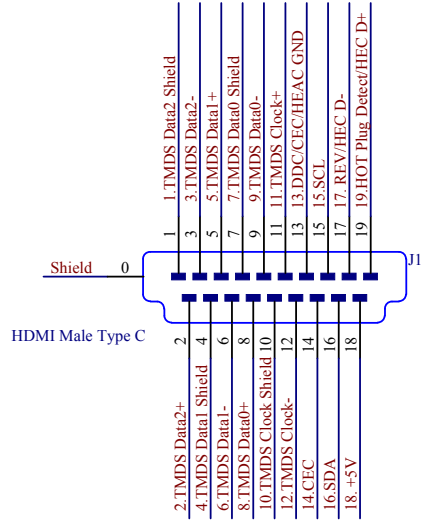 1.TMDS Data2 Shield
3.TMDS Data2-
5.TMDS Data1+
7.TMDS Data0 Shield
9.TMDS Data0-
11.TMDS Clock+
13.DDC/CEC/HEAC GND
15.SCL
17. REV/HEC D-
19.HOT Plug Detect/HEC D+
1
3
5
7
9
11
13
15
17
19
Shield
0
J1
HDMI Male Type C
2
4
6
8
10
12
14
16
18
2.TMDS Data2+
4.TMDS Data1 Shield
6.TMDS Data1-
8.TMDS Data0+
10.TMDS Clock Shield
12.TMDS Clock-
14.CEC
16.SDA
18. +5V